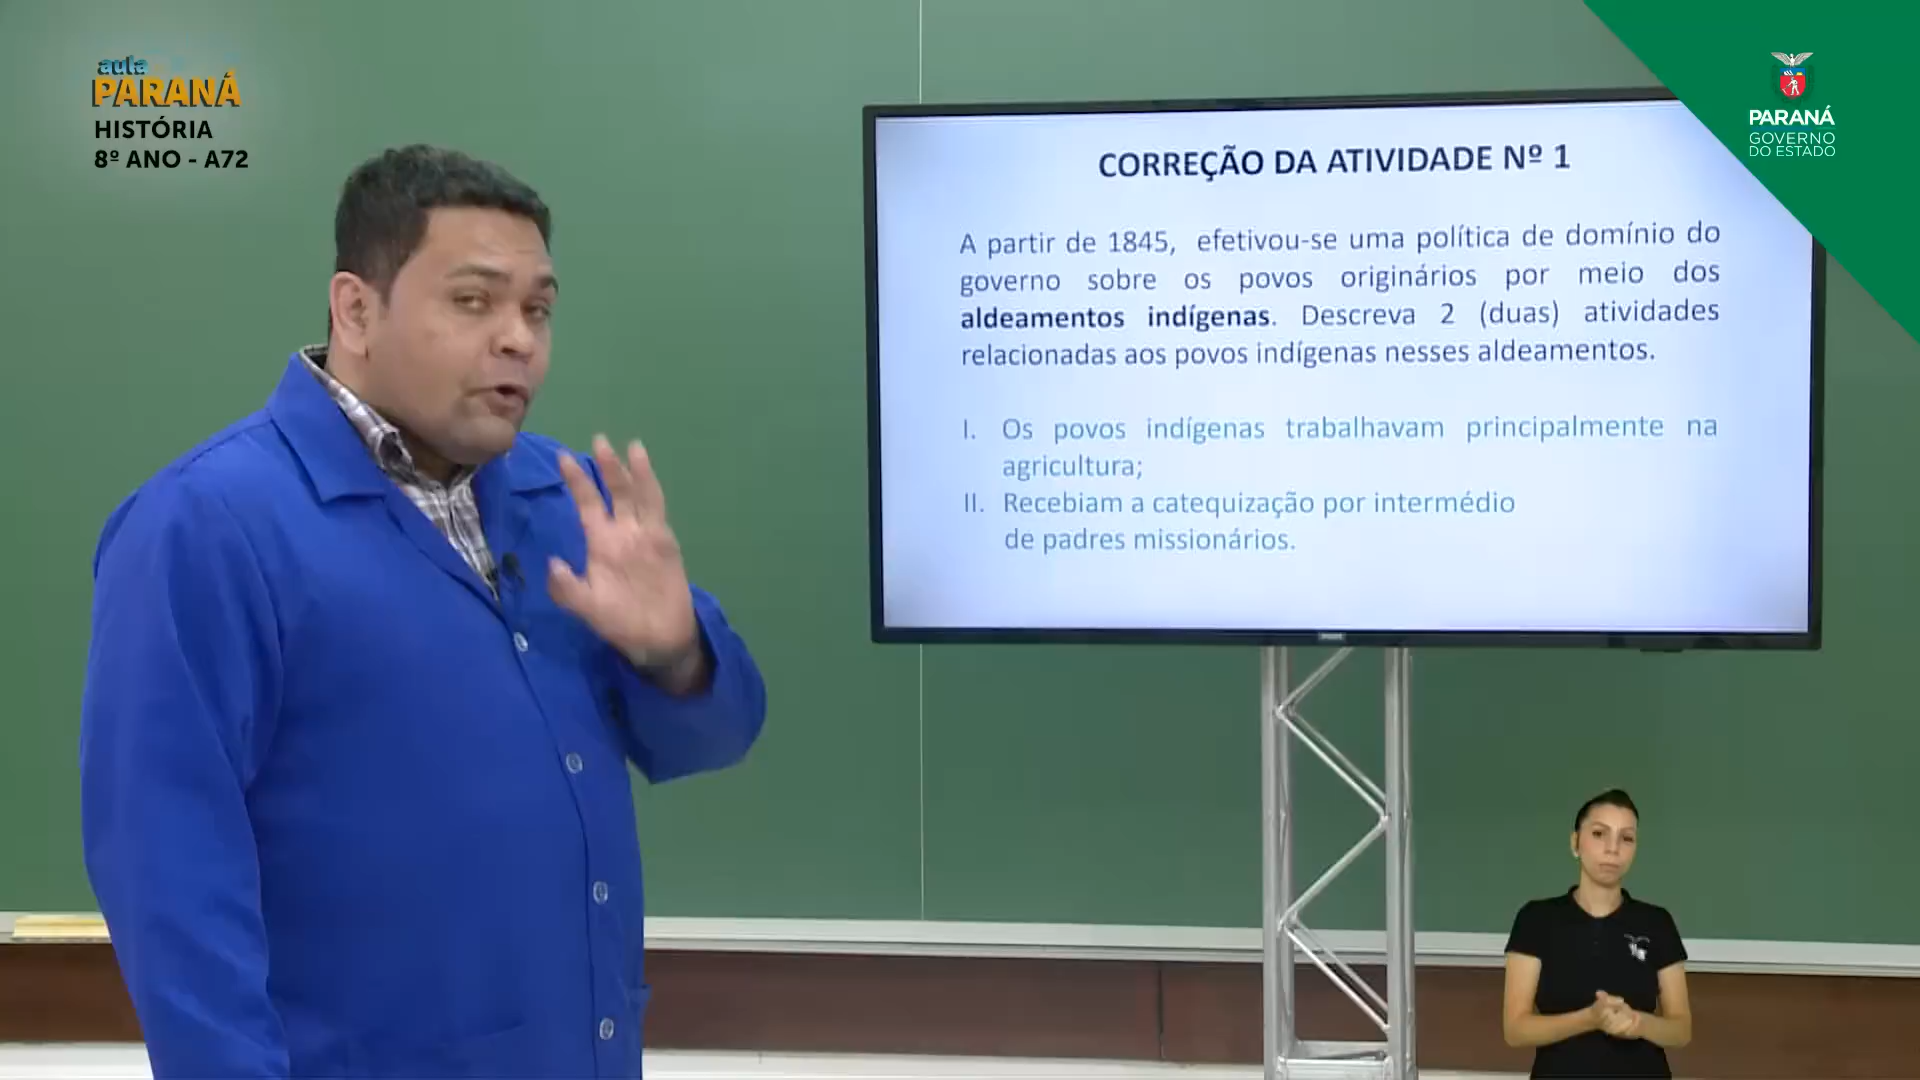 aula
PARANÁ
HISTÓRIA
8º ANO - A72
PARANÁ
GOVERNO
DO ESTADO
CORREÇÃO DA ATIVIDADE Nº 1
A partir de 1845, efetivou-se uma política de domínio do
governo sobre os povos originários por meio dos
aldeamentos indígenas. Descreva 2 (duas) atividades
relacionadas aos povos indígenas nesses aldeamentos.
I. Os povos indígenas trabalhavam principalmente na
agricultura;
II. Recebiam a catequização por intermédio
de padres missionários.